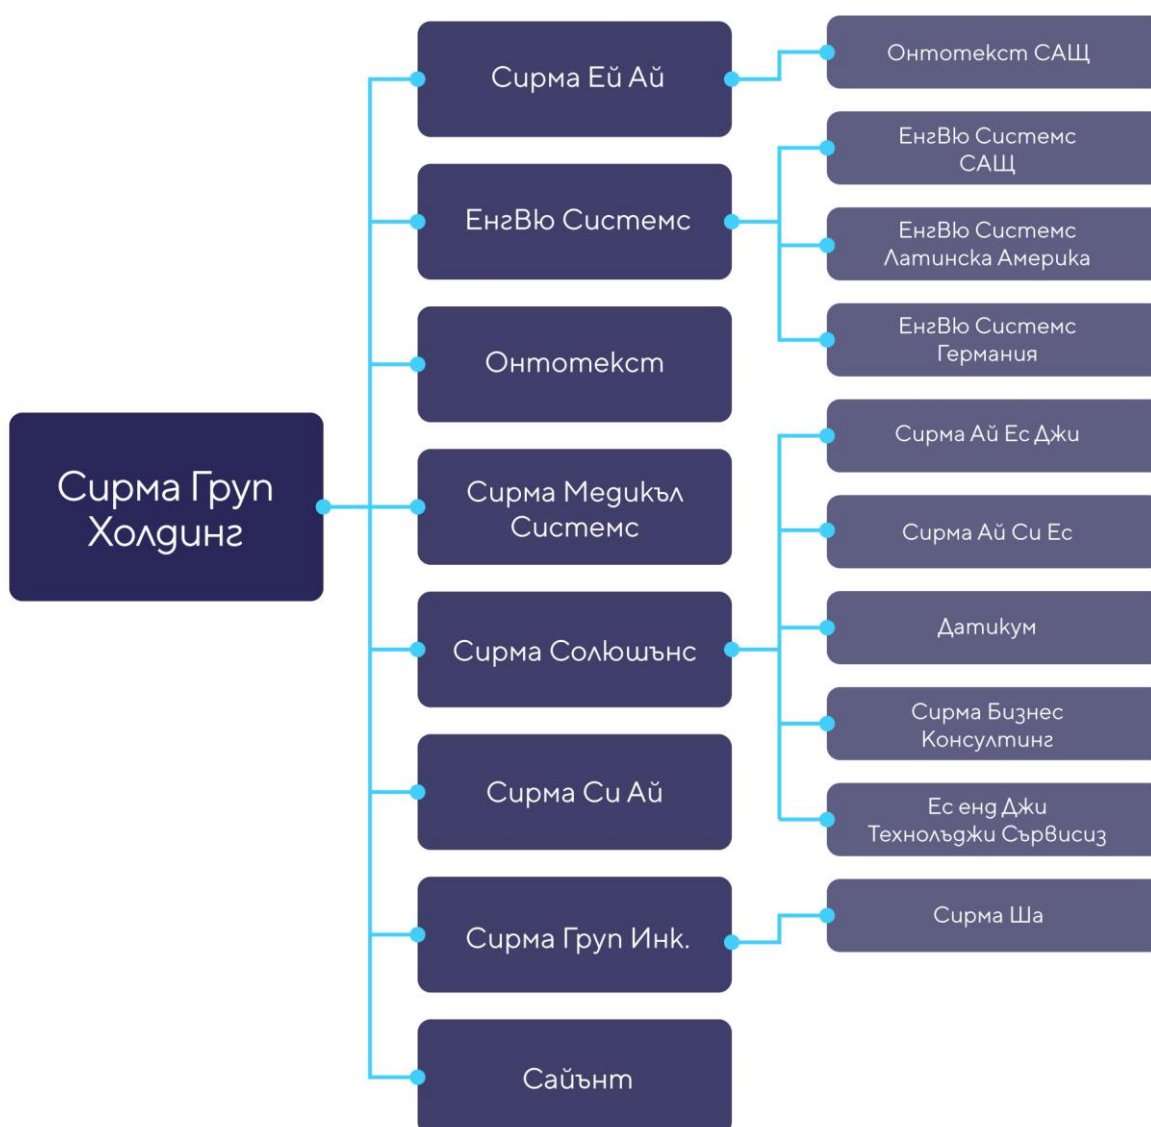 Сирма Груп
Холдинг
Сирма Ей Ай
ЕнгВю Системс
Онтотекст
Сирма Медикъл
Системс
Сирма Солюшънс
Сирма Си Ай
Сирма Груп Инк.
Сайънт
Онтотекст САЩ
ЕнгВю Системс
САЩ
ЕнгВю Системс
Латинска Америка
ЕнгВю Системс
Германия
Сирма Ай Ес Джи
Сирма Ай Си Ес
Датикум
Сирма Бизнес
Консултинг
Ес енд Джи
Технолъджи Сървисиз
Сирма Ша